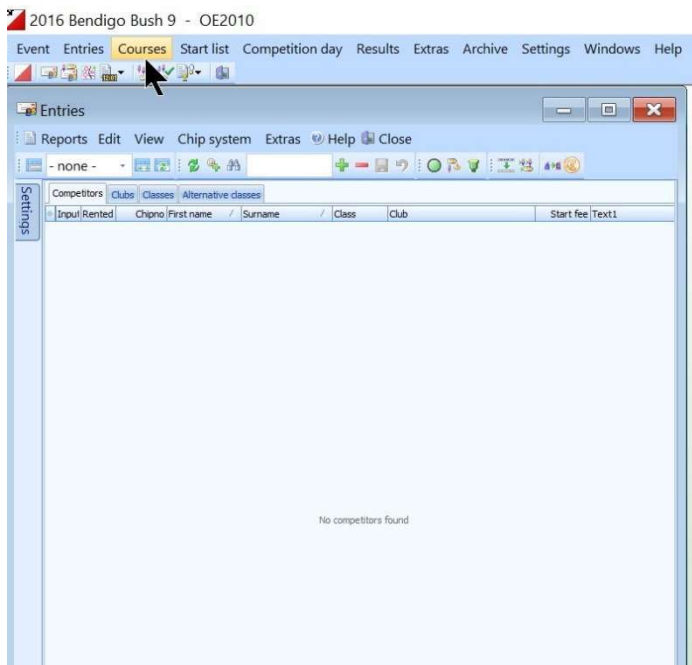 2016 Bendigo Bush 9 - OE2010
Event Entries Courses Start list Competition day Results Extras Archive Settings Windows Help
Entries
Reports Edit View Chip system Extras Help Close
- none -
Settings
Competitors Clubs Classes Alternative classes
Input Rented Chipno First name / Surname / Class Club Start fee Text1
No competitors found